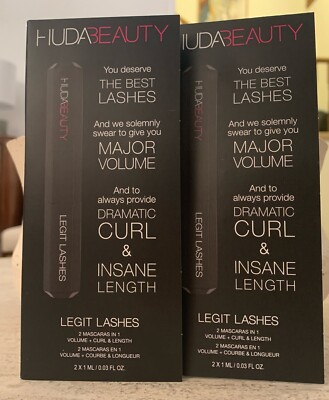 HUDABEAUTY
You deserve
THE BEST
LASHES
And we solemnly
swear to give you
MAJOR
VOLUME
And to
always provide
DRAMATIC
CURL
&
INSANE
LENGTH
HUDABEAUTY
LEGIT LASHES
LEGIT LASHES
2 MASCARAS IN 1
VOLUME + CURL & LENGTH
2 MASCARAS EN 1
VOLUME + COURBE & LONGUEUR
2 X 1 ML / 0.03 FL OZ.
HUDABEAUTY
You deserve
THE BEST
LASHES
And we solemnly
swear to give you
MAJOR
VOLUME
And to
always provide
DRAMATIC
CURL
&
INSANE
LENGTH
LEGIT LASHES
2 MASCARAS IN 1
VOLUME + CURL & LENGTH
2 MASCARAS EN 1
VOLUME + COURBE & LONGUEUR
2 X 1 ML / 0.03 FL OZ.